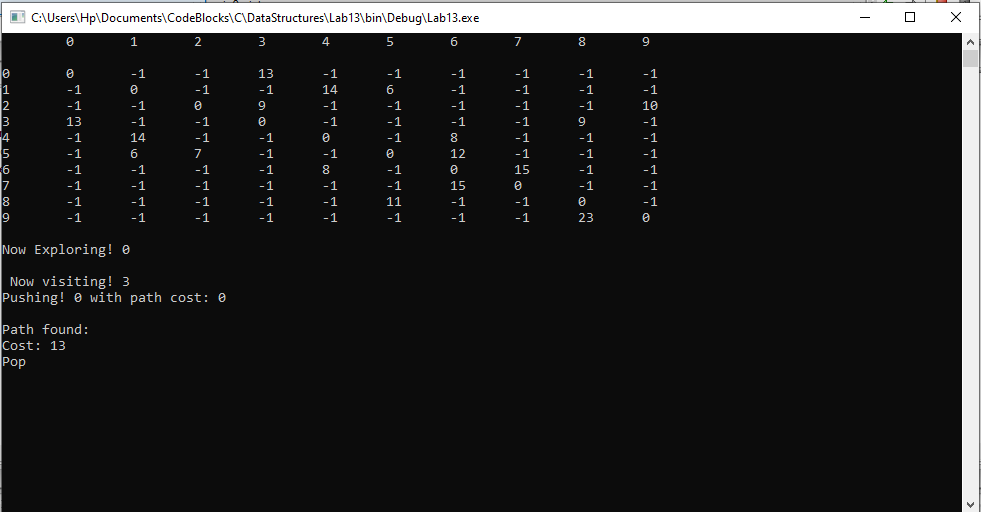 C:\Users\Hp\Documents\CodeBlocks\C\DataStructures\Lab13\bin\Debug\Lab13.exe
0 1 2 3 4 5 6 7 8 9
0 0 -1 -1 13 -1 -1 -1 -1 -1 -1
1 -1 0 -1 -1 14 6 -1 -1 -1 -1
2 -1 -1 0 9 -1 -1 -1 -1 -1 10
3 13 -1 -1 0 -1 -1 -1 -1 9 -1
4 -1 14 -1 -1 0 -1 8 -1 -1 -1
5 -1 6 7 -1 -1 0 12 -1 -1 -1
6 -1 -1 -1 -1 8 -1 0 15 -1 -1
7 -1 -1 -1 -1 -1 -1 15 0 -1 -1
8 -1 -1 -1 -1 -1 11 -1 -1 0 -1
9 -1 -1 -1 -1 -1 -1 -1 -1 23 0
Now Exploring! 0
Now visiting! 3
Pushing! 0 with path cost: 0
Path found:
Cost: 13
Pop